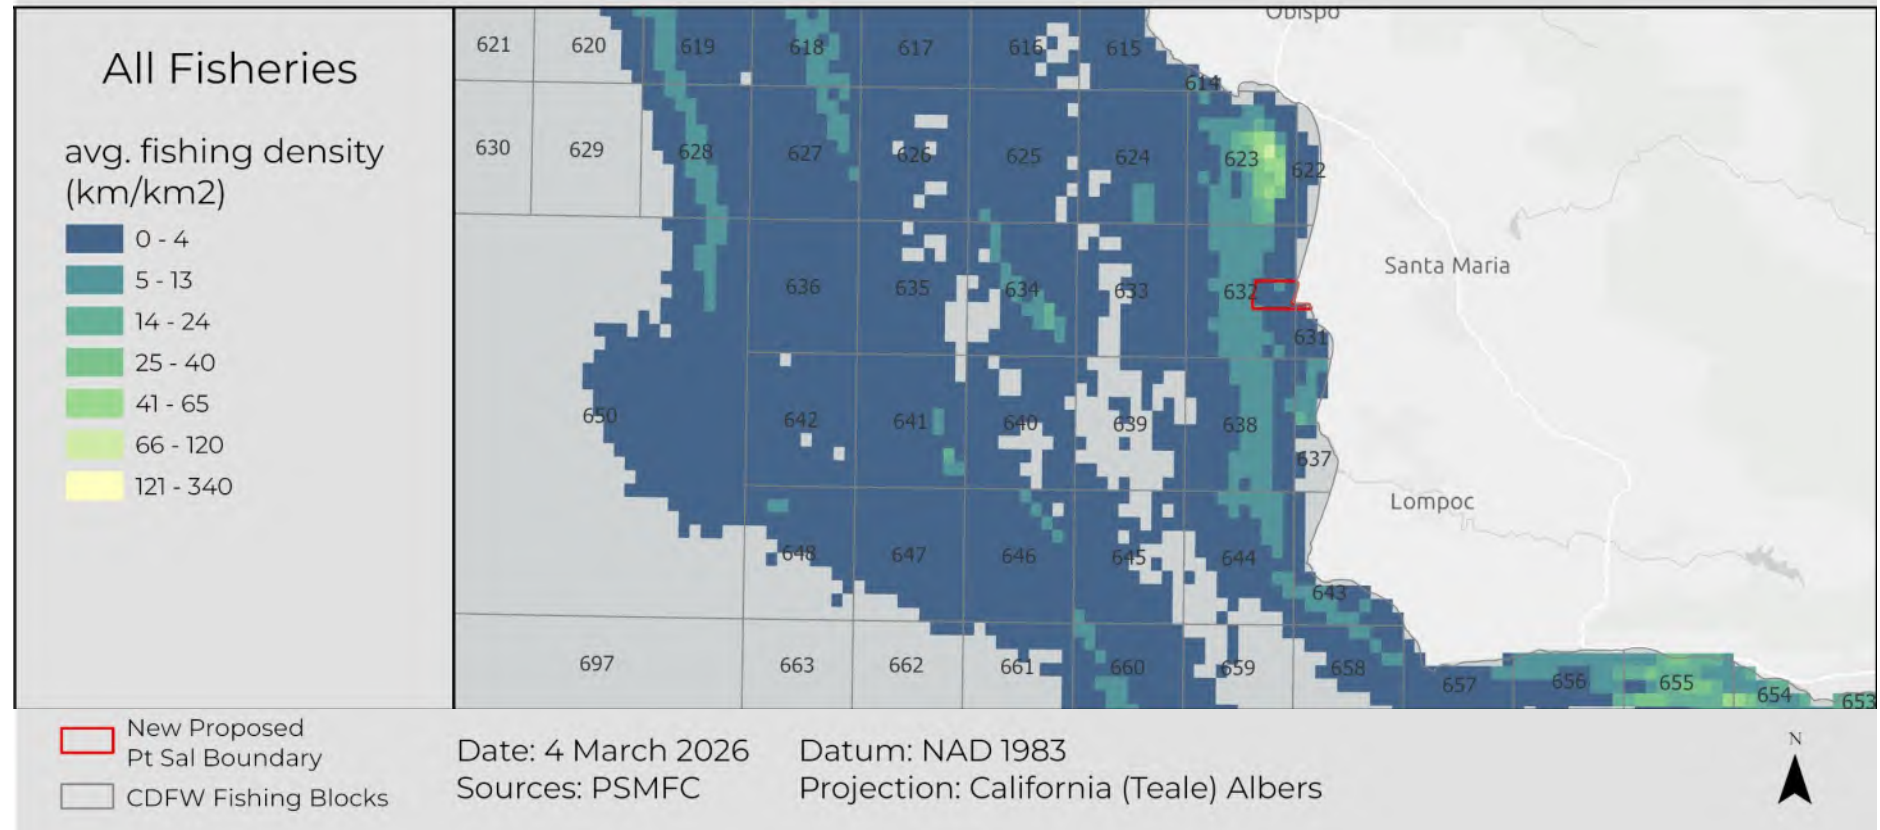 Obispo
All Fisheries
avg. fishing density
(km/km2)
0 - 4
5 - 13
14 - 24
25 - 40
41 - 65
66 - 120
121 - 340
621 620 619 618 617 616 615
614
630 629 628 627 626 625 624 623 622
Santa Maria
636 635 634 633 632
631
650 642 641 640 639 638
637
Lompoc
648 647 646 645 644
643
697 663 662 661 660 659 658 657 656 655 654 653
New Proposed
Pt Sal Boundary
CDFW Fishing Blocks
Date: 4 March 2026
Sources: PSMFC
Datum: NAD 1983
Projection: California (Teale) Albers
N